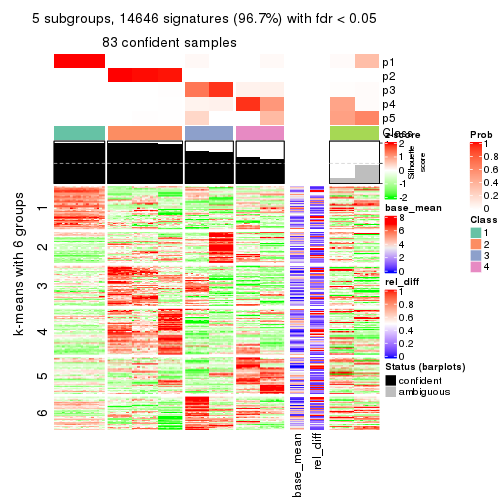 5 subgroups, 14646 signatures (96.7%) with fdr < 0.05
83 confident samples
p1
p2
p3
p4
p5
Class
z-score
2
1
0
-1
-2
Silhouette
score
base_mean
8
6
4
2
0
rel_diff
1
0.8
0.6
0.4
0.2
0
Status (barplots)
confident
ambiguous
Prob
1
0.8
0.6
0.4
0.2
0
Class
1
2
3
4
k-means with 6 groups
1
2
3
4
5
6
base_mean
rel_diff